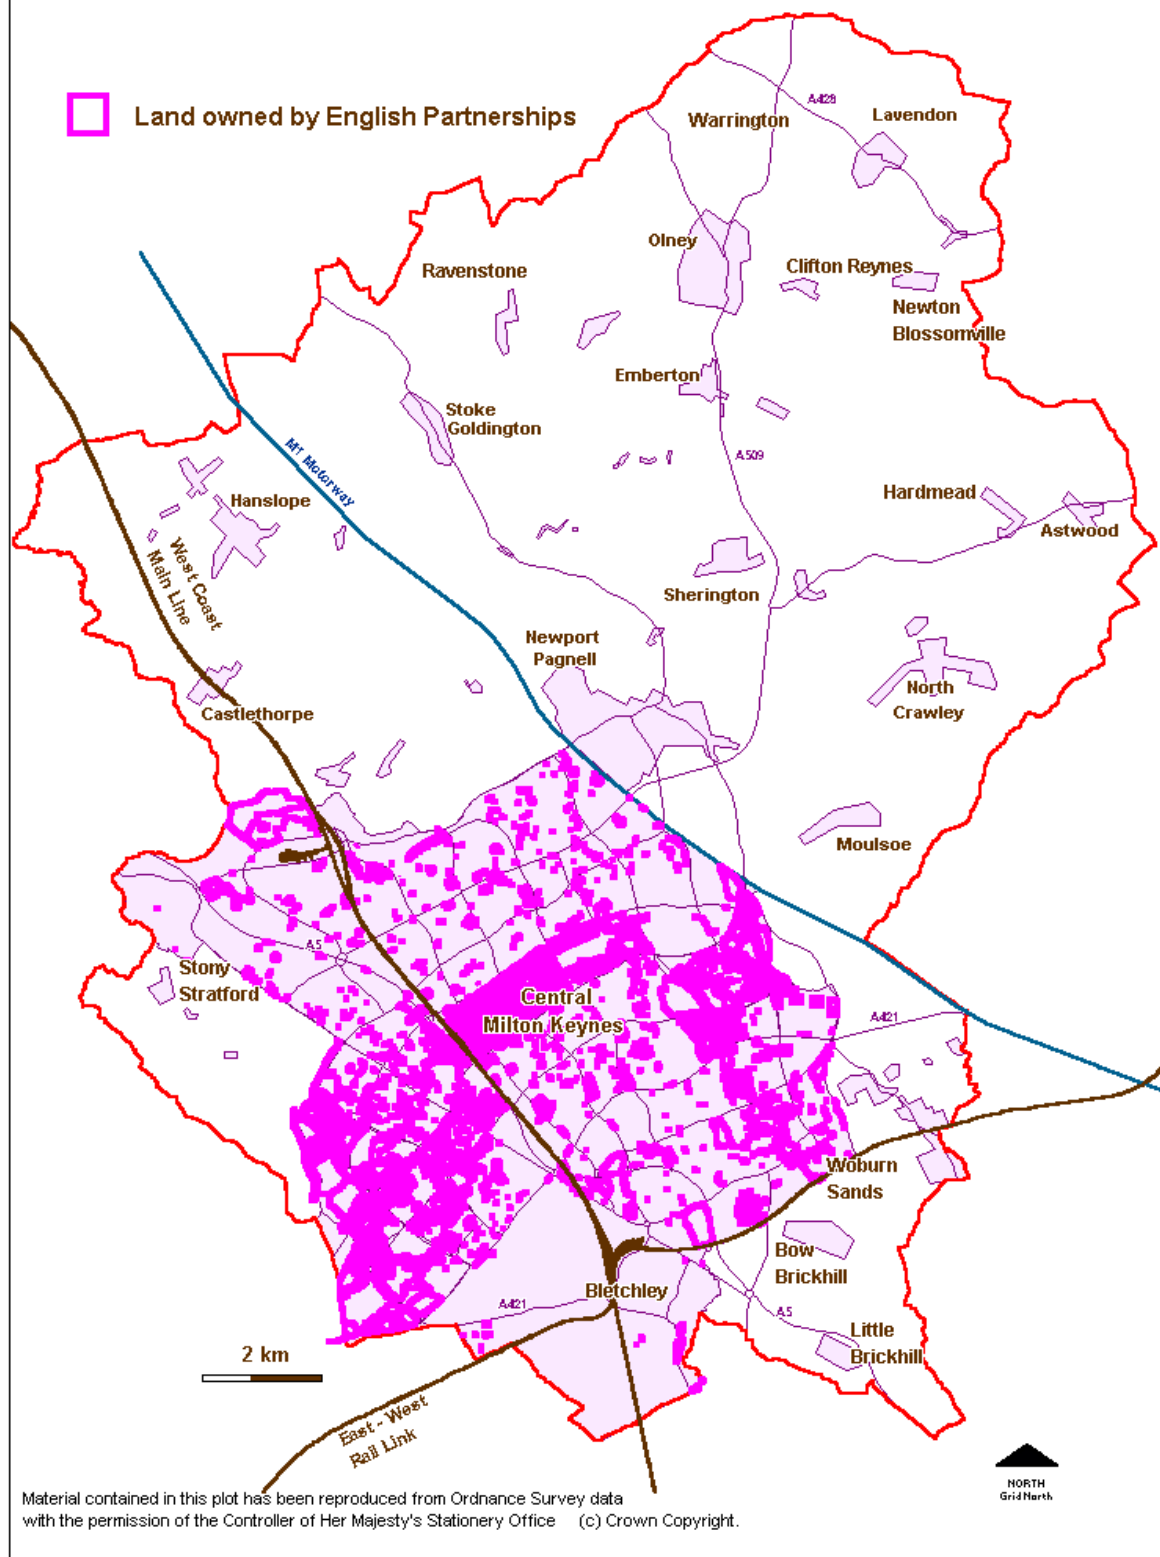 Land owned by English Partnerships
A428
Warrington
Lavendon
Olney
Clifton Reynes
Ravenstone
Newton
Blossomville
Emberton
Stoke
Goldington
M1 Motorway
A509
Hanslope
Hardmead
Astwood
West Coast
Main Line
Sherington
Newport
Pagnell
North
Crawley
Castlethorpe
Moulsoe
A5
Stony
Stratford
Central
Milton Keynes
A421
Woburn
Sands
Bow
Brickhill
Bletchley
A421
A5
Little
Brickhill
2 km
East - West
Rail Link
NORTH
Grid North
Material contained in this plot has been reproduced from Ordnance Survey data
with the permission of the Controller of Her Majesty's Stationery Office (c) Crown Copyright.